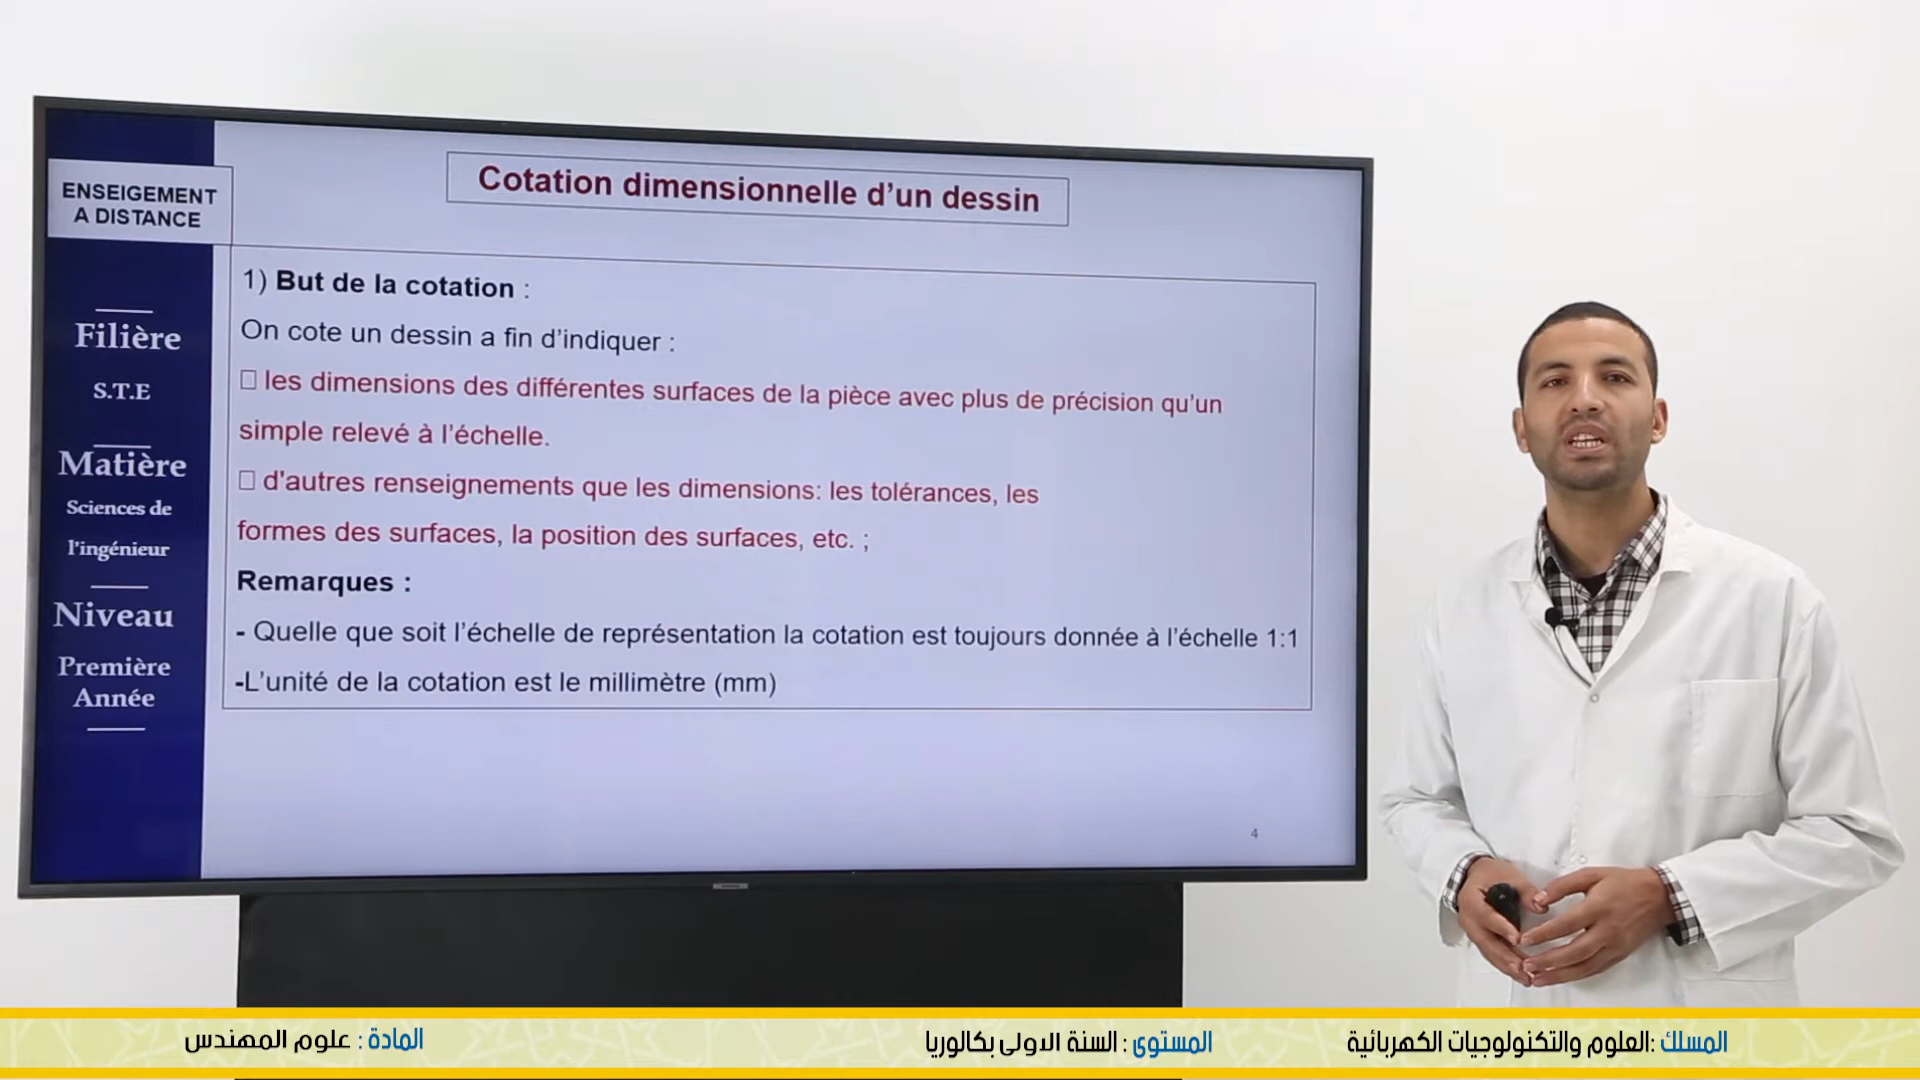 ENSEIGEMENT
A DISTANCE
Filière
S.T.E
Matière
Sciences de
l'ingénieur
Niveau
Première
Année
Cotation dimensionnelle d'un dessin
1) But de la cotation :
On cote un dessin a fin d'indiquer :
les dimensions des différentes surfaces de la pièce avec plus de précision qu'un
simple relevé à l'échelle.
d'autres renseignements que les dimensions: les tolérances, les
formes des surfaces, la position des surfaces, etc. ;
Remarques :
- Quelle que soit l'échelle de représentation la cotation est toujours donnée à l'échelle 1:1
-L'unité de la cotation est le millimètre (mm)
4
المسلك :العلوم والتكنولوجيات الكهربائية
المستوى : السنة الاولى بكالوريا
المادة : علوم المهندس